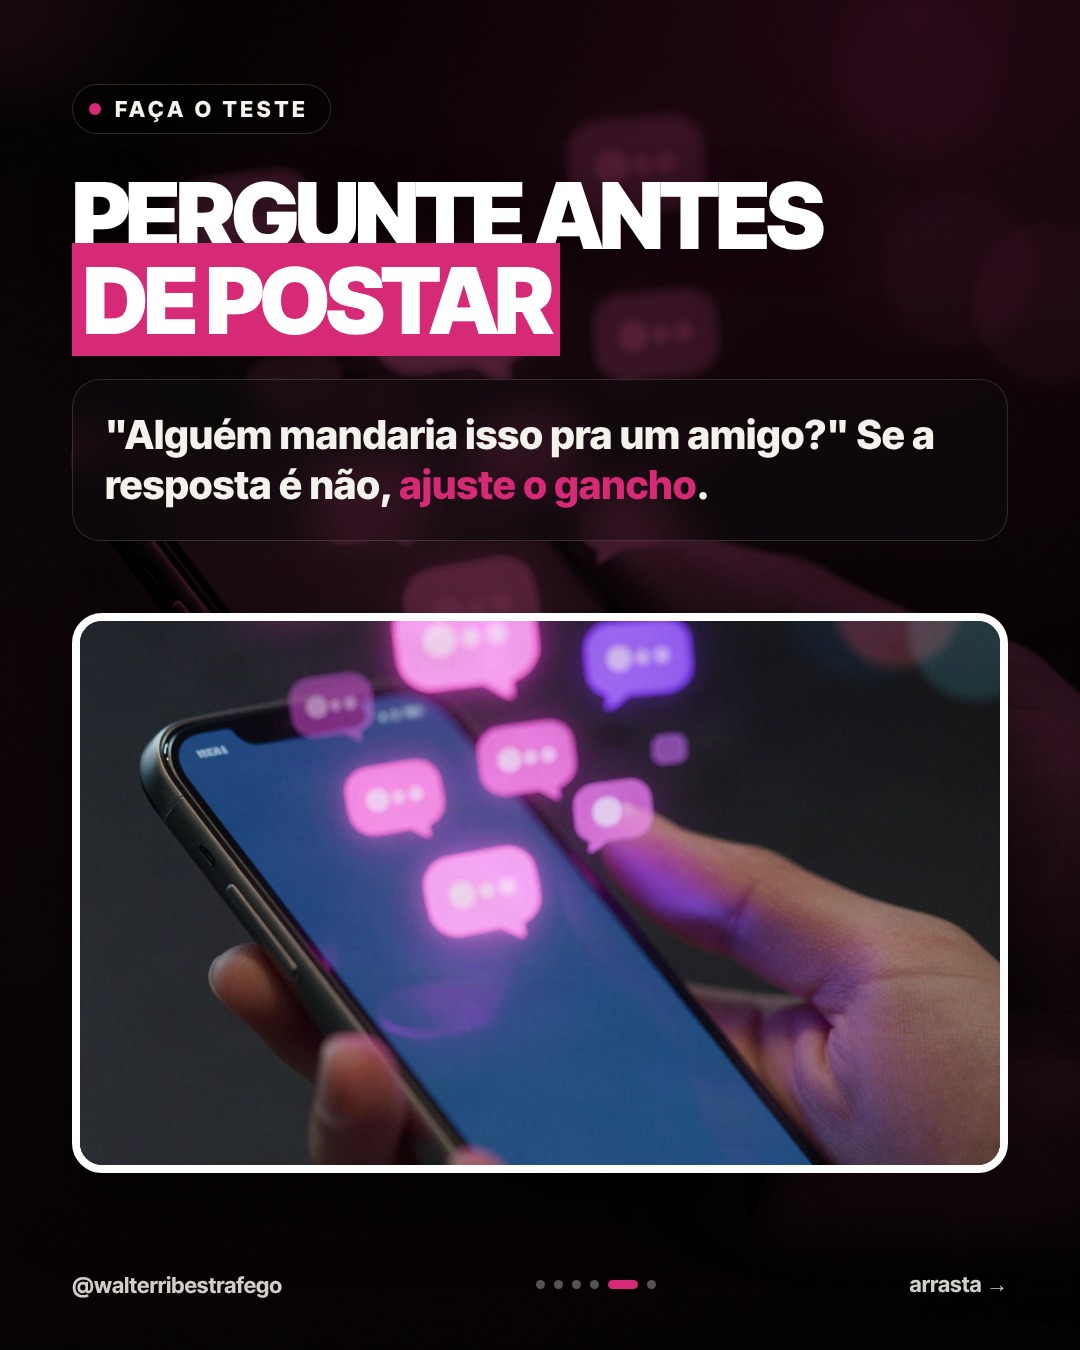 FAÇA O TESTE
PERGUNTE ANTES
DE POSTAR
"Alguém mandaria isso pra um amigo?" Se a
resposta é não, ajuste o gancho.
@walterribestrafego
arrasta →